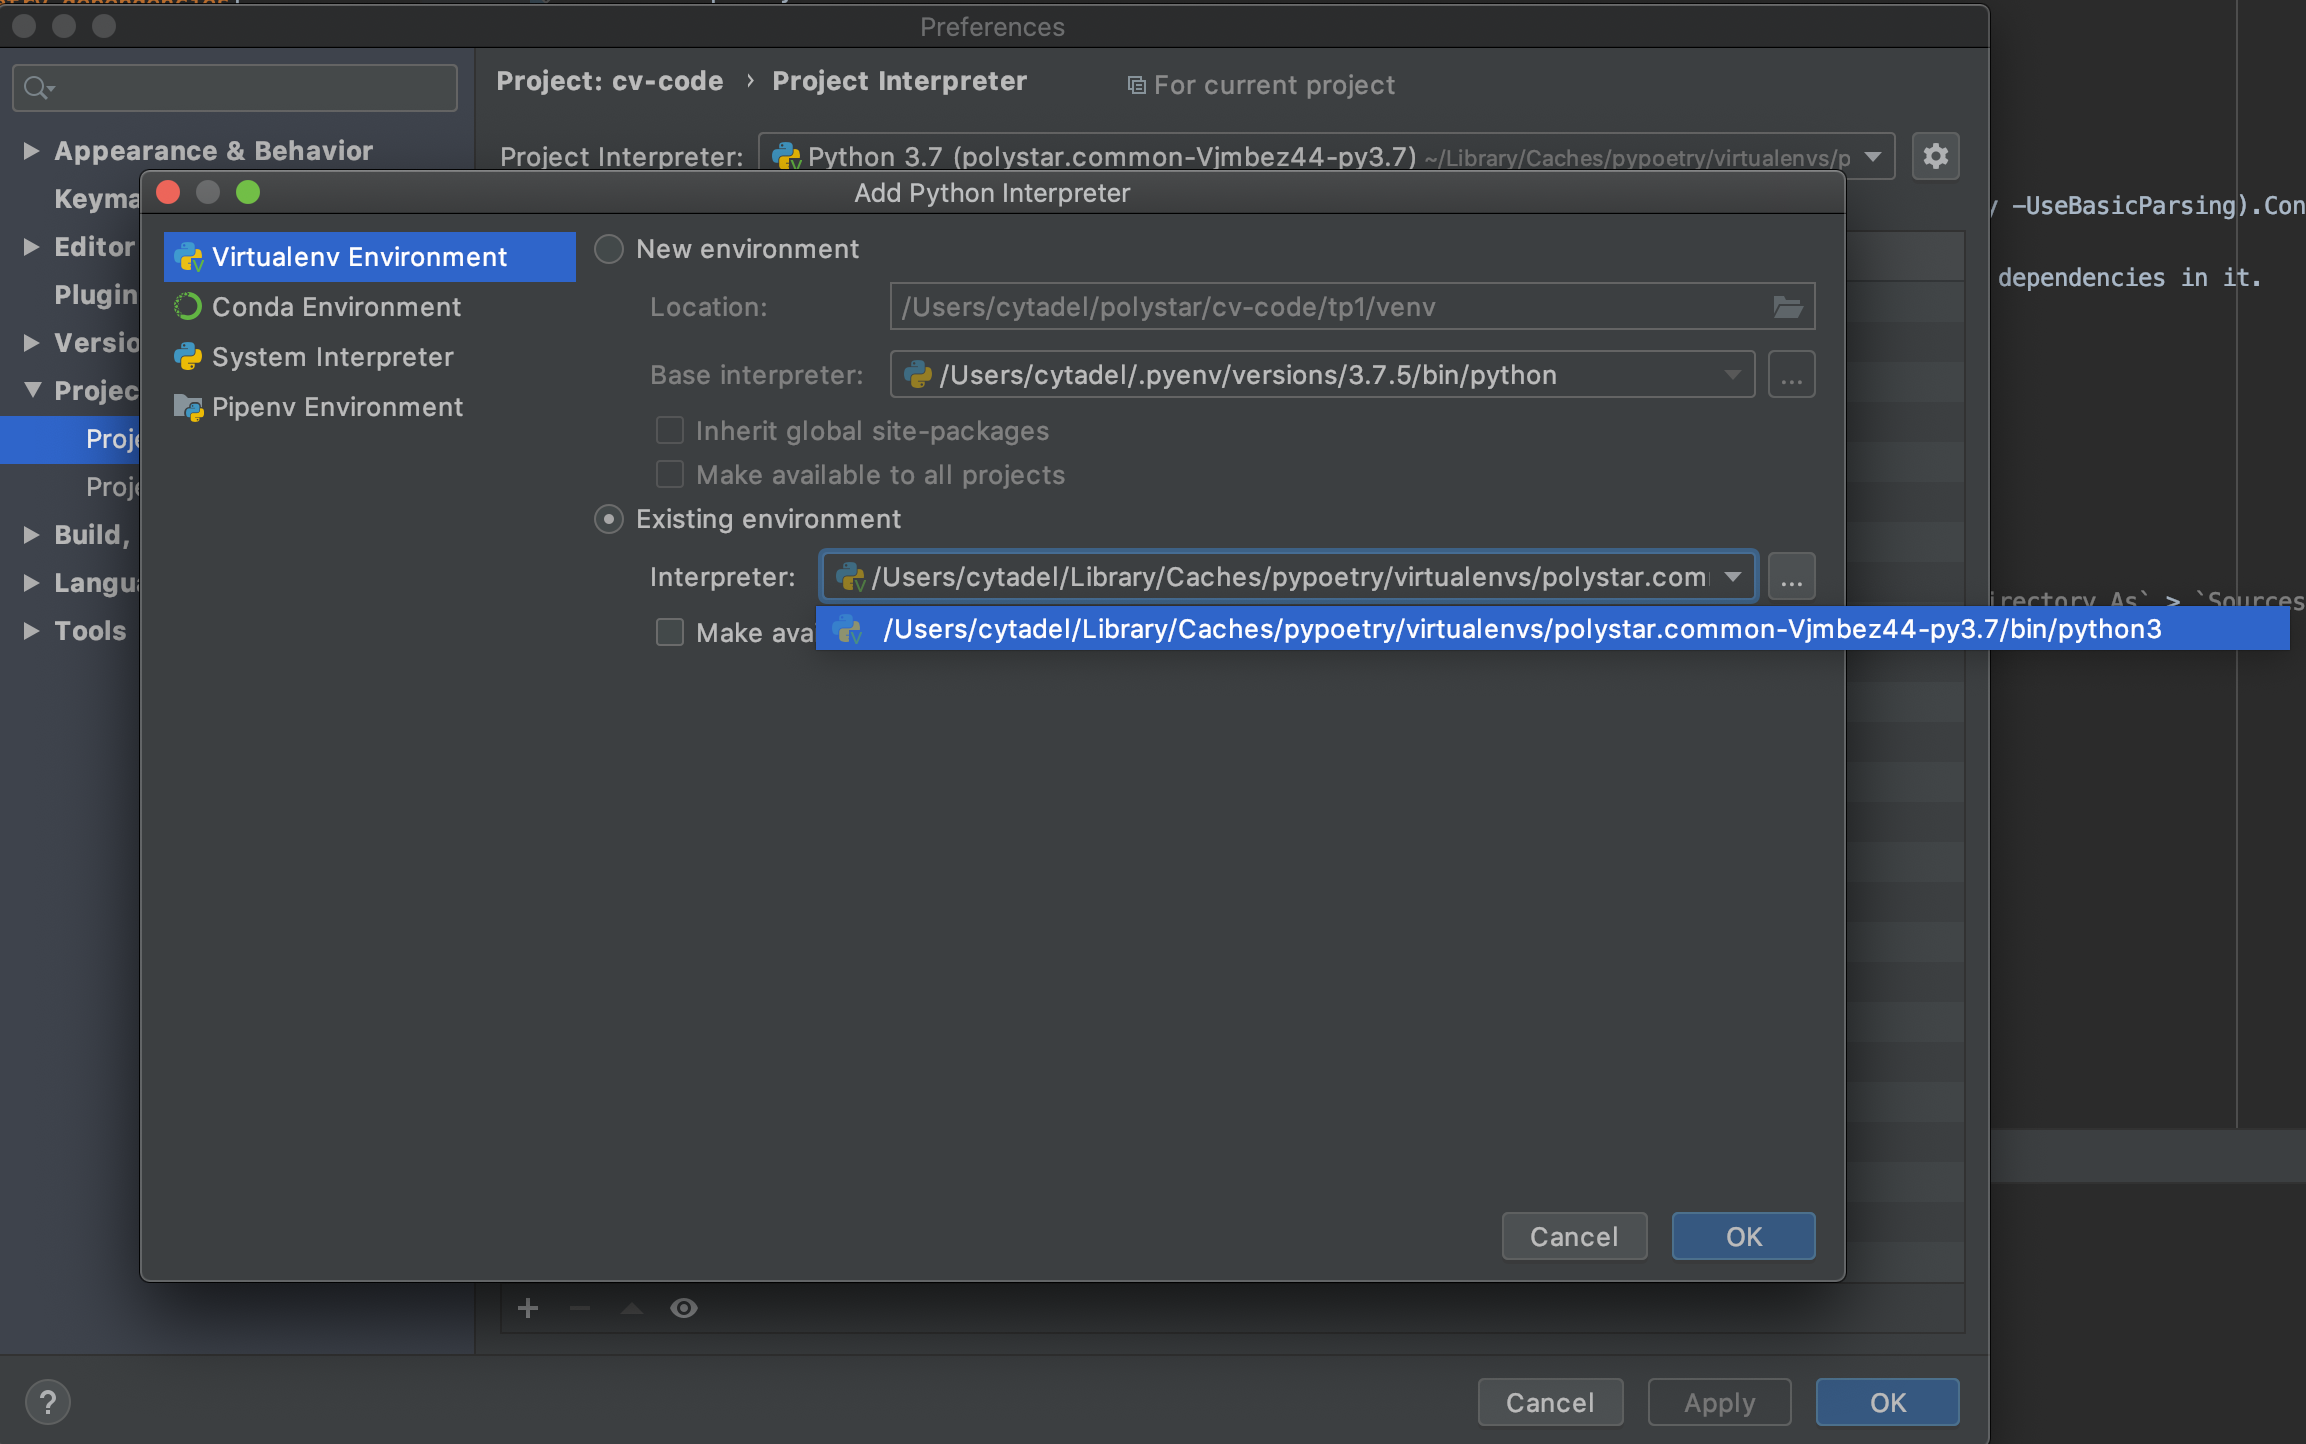 Preferences
Project: cv-code › Project Interpreter
For current project
Appearance & Behavior
Project Interpreter:
Python 3.7 (polystar.common-Vjmbez44-py3.7) ~/Library/Caches/pypoetry/virtualenvs/p
Keyma
Editor
Plugin
Versio
Projec
Proje
Proje
Build,
Langua
Tools
Add Python Interpreter
Virtualenv Environment
Conda Environment
System Interpreter
Pipenv Environment
New environment
Location:
/Users/cytadel/polystar/cv-code/tp1/venv
Base interpreter:
/Users/cytadel/.pyenv/versions/3.7.5/bin/python
...
Inherit global site-packages
Make available to all projects
Existing environment
Interpreter:
/Users/cytadel/Library/Caches/pypoetry/virtualenvs/polystar.com
...
Make ava
/Users/cytadel/Library/Caches/pypoetry/virtualenvs/polystar.common-Vjmbez44-py3.7/bin/python3
Cancel
OK
-UseBasicParsing).Con
dependencies in it.
irectory As` > `Sources
?
Cancel
Apply
OK